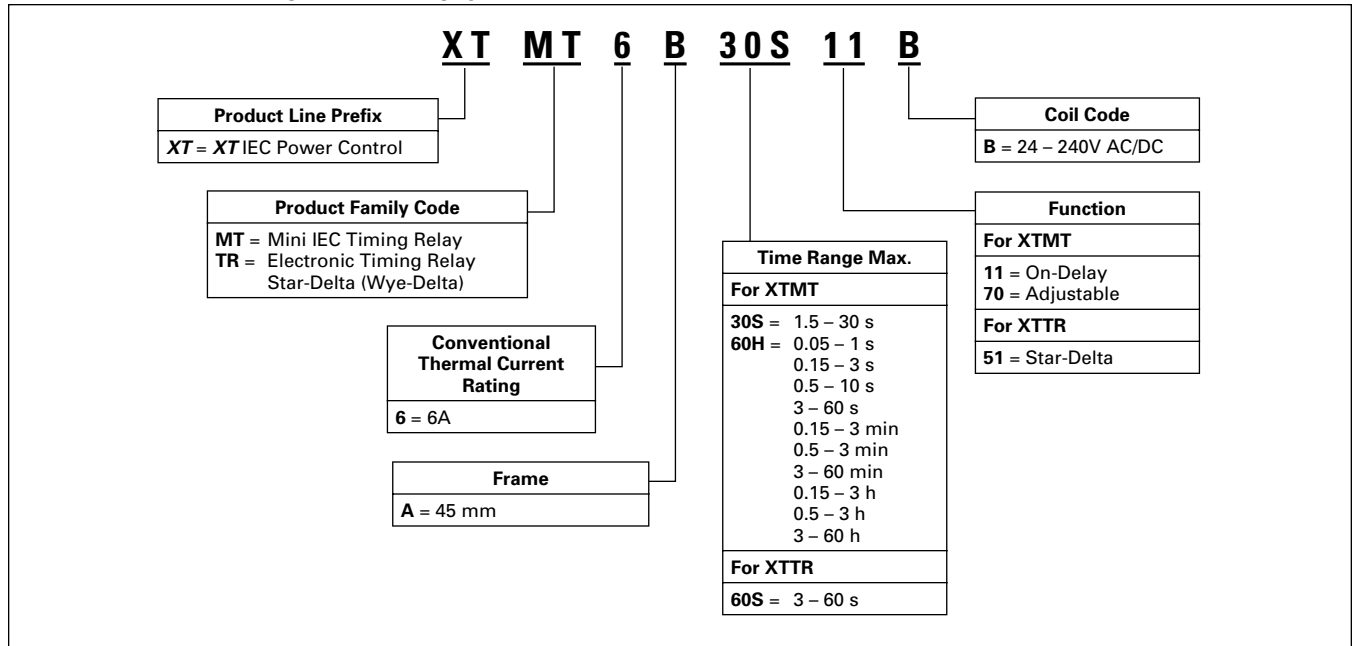 XT MT 6 B 30S 11 B
Product Line Prefix
XT = XT IEC Power Control
Product Family Code
MT = Mini IEC Timing Relay
TR = Electronic Timing Relay
Star-Delta (Wye-Delta)
Conventional
Thermal Current
Rating
6 = 6A
Frame
A = 45 mm
Time Range Max.
For XTMT
30S = 1.5 – 30 s
60H = 0.05 – 1 s
0.15 – 3 s
0.5 – 10 s
3 – 60 s
0.15 – 3 min
0.5 – 3 min
3 – 60 min
0.15 – 3 h
0.5 – 3 h
3 – 60 h
For XTTR
60S = 3 – 60 s
Coil Code
B = 24 – 240V AC/DC
Function
For XTMT
11 = On-Delay
70 = Adjustable
For XTTR
51 = Star-Delta